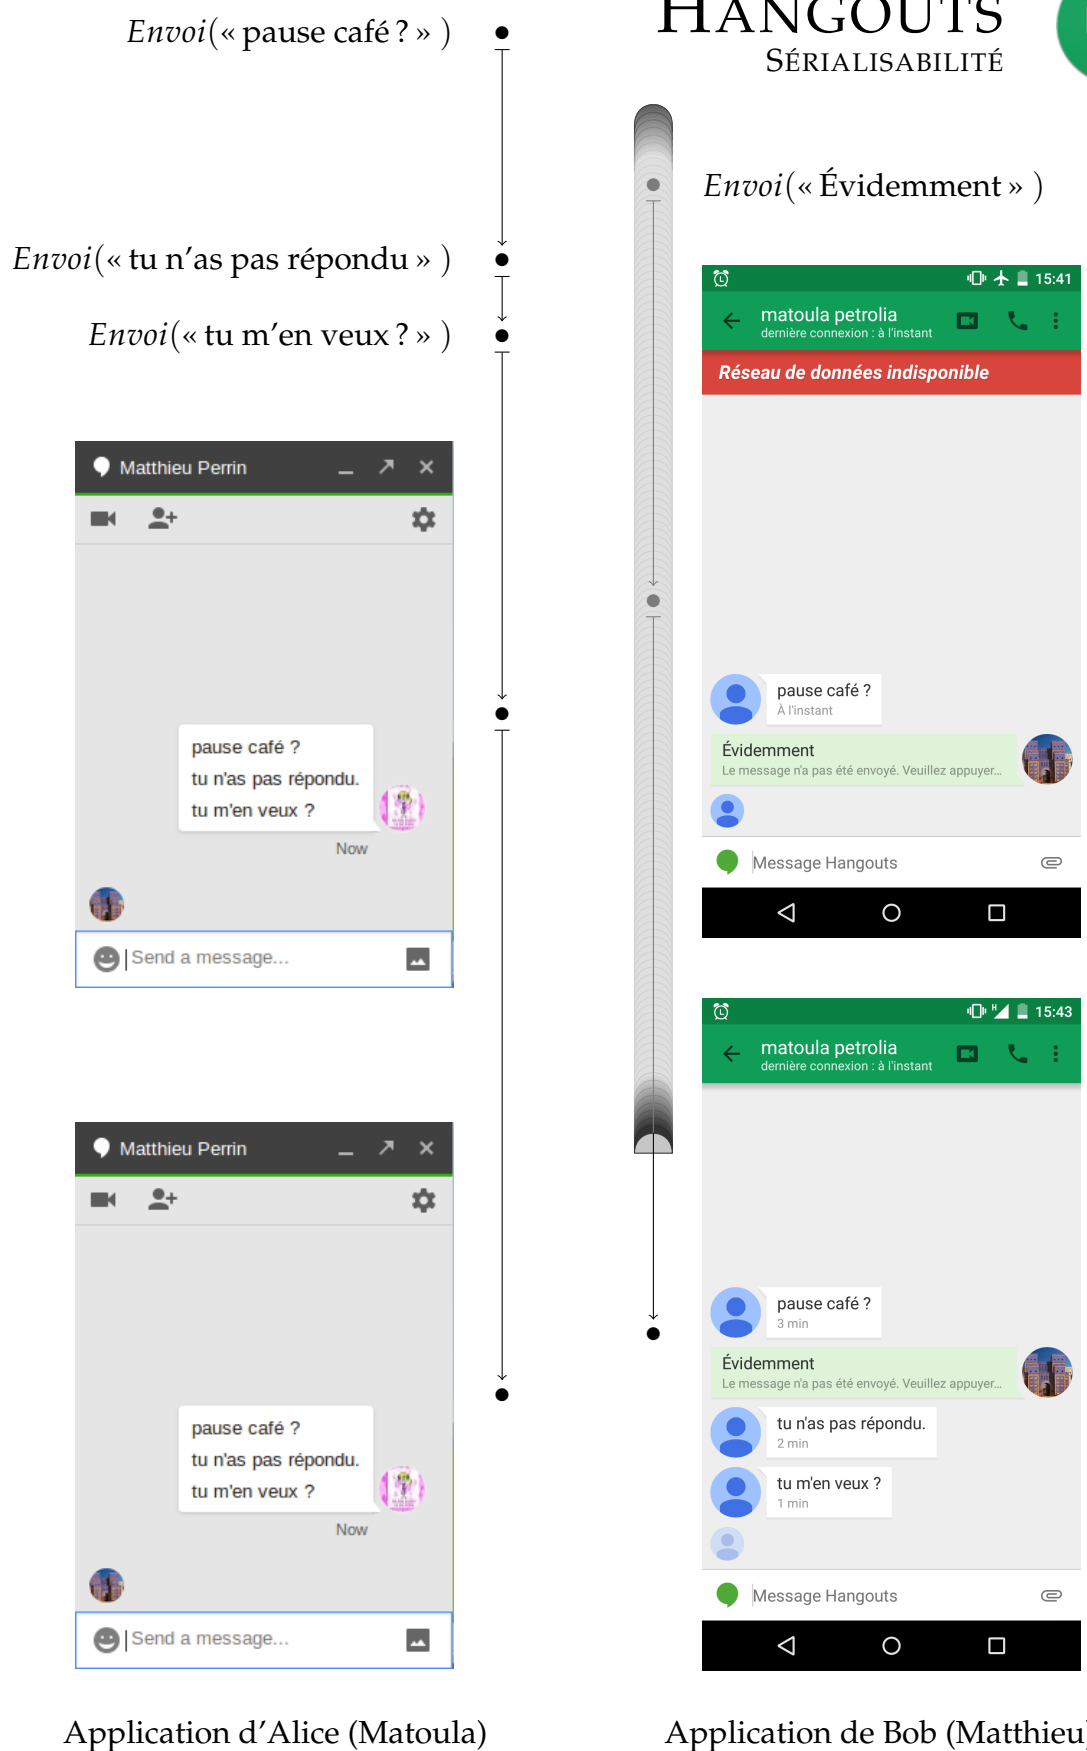 HANGOUTS
SÉRIALISABILITÉ
Envoi(« pause café ? » )
Envoi(« Évidemment » )
Envoi(« tu n'as pas répondu » )
Envoi(« tu m'en veux ? » )
15:41
matoula petrolia
dernière connexion : à l'instant
Réseau de données indisponible
pause café ?
À l'instant
Évidemment
Le message n'a pas été envoyé. Veuillez appuyer...
Message Hangouts
Matthieu Perrin
pause café ?
tu n'as pas répondu.
tu m'en veux ?
Now
Send a message...
H
15:43
matoula petrolia
dernière connexion : à l'instant
pause café ?
3 min
Évidemment
Le message n'a pas été envoyé. Veuillez appuyer...
tu n'as pas répondu.
2 min
tu m'en veux ?
1 min
Message Hangouts
Matthieu Perrin
pause café ?
tu n'as pas répondu.
tu m'en veux ?
Now
Send a message...
Application d'Alice (Matoula)
Application de Bob (Matthieu)